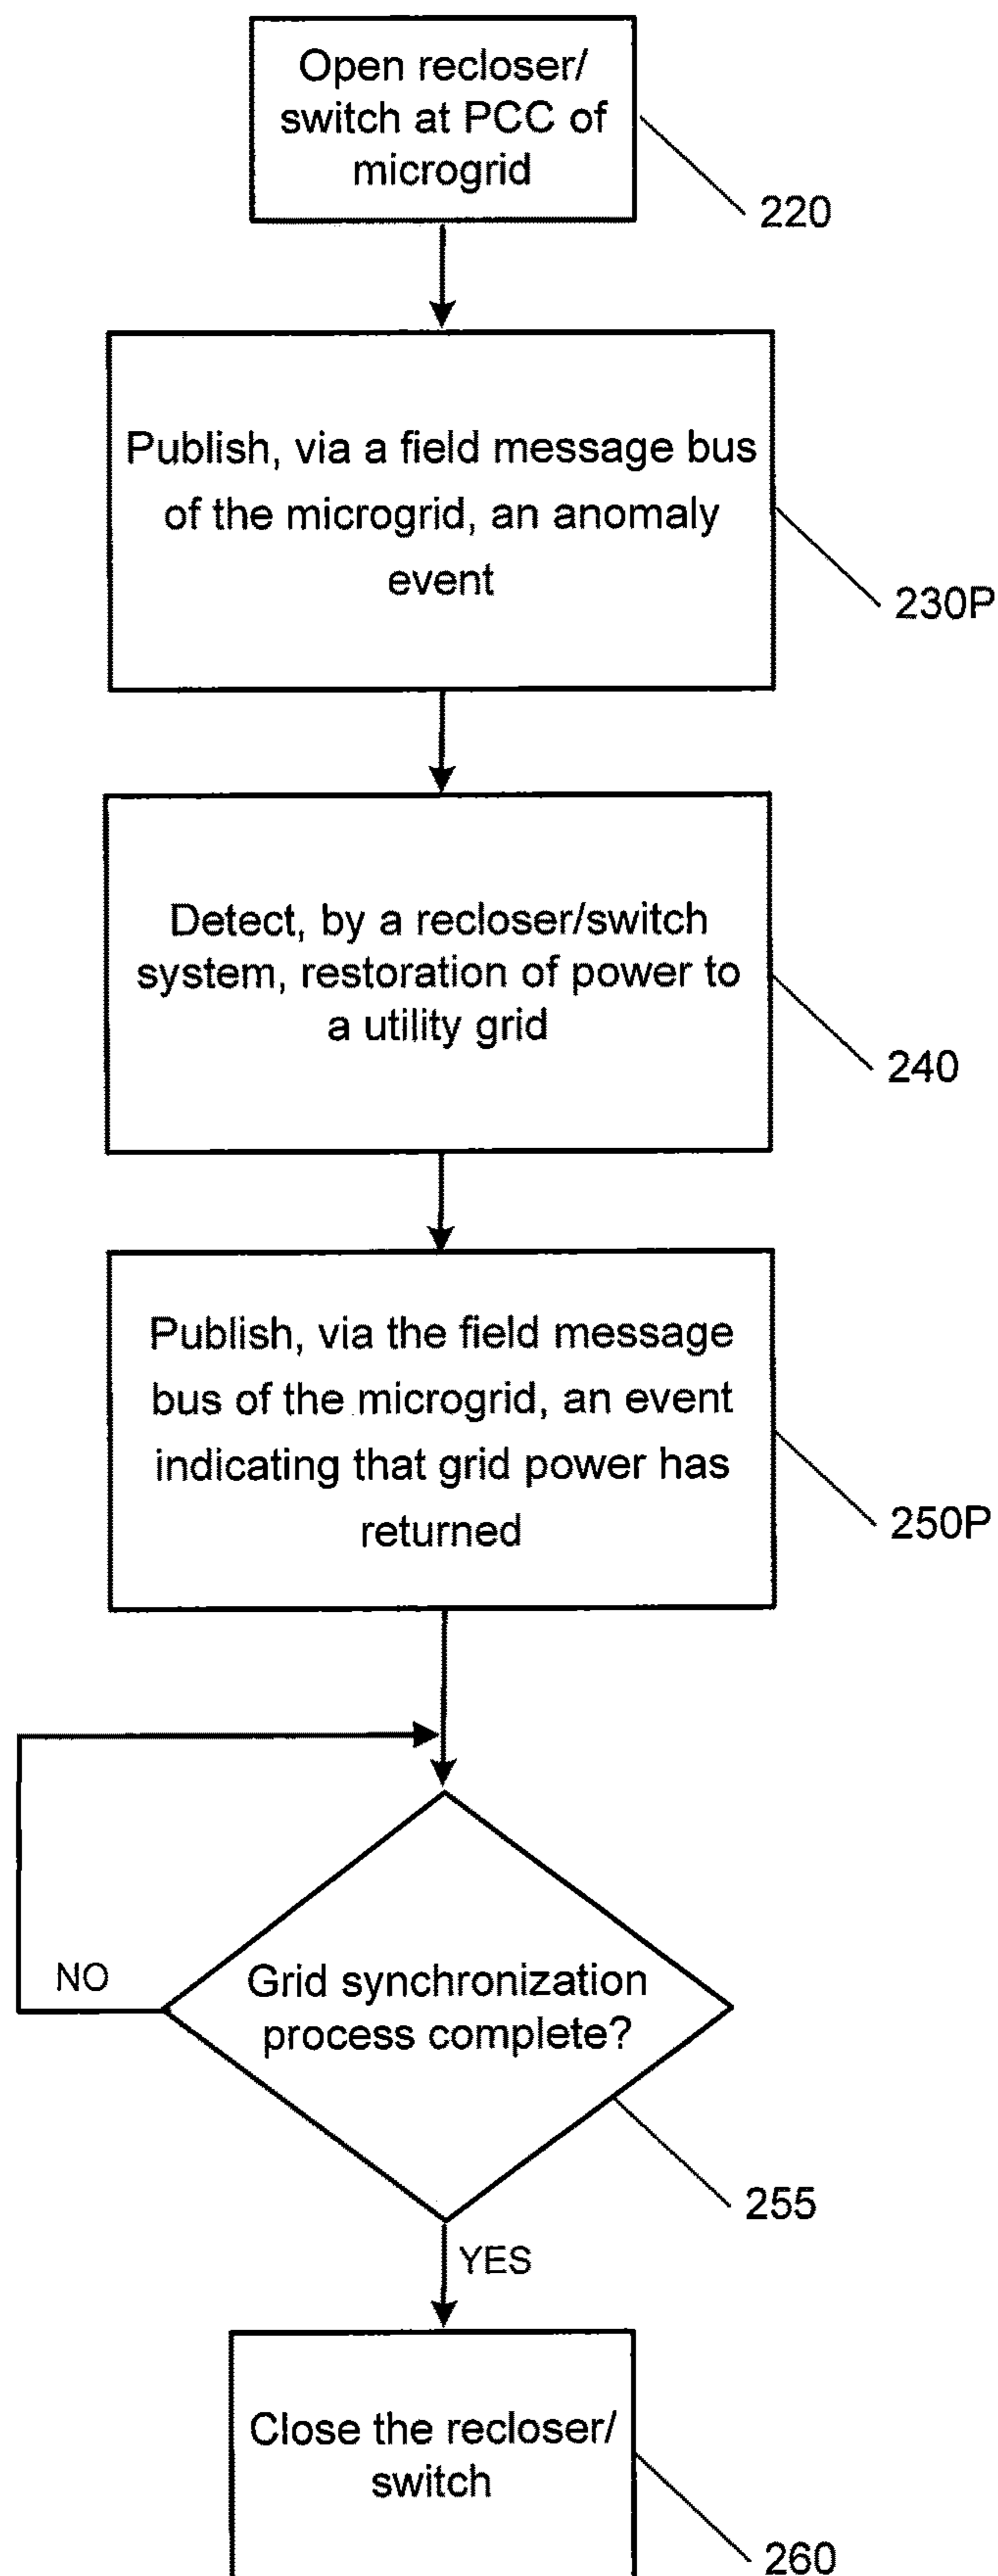 Open recloser/
switch at PCC of
microgrid
220
Publish, via a field message bus
of the microgrid, an anomaly
event
230P
Detect, by a recloser/switch
system, restoration of power to
a utility grid
240
Publish, via the field message
bus of the microgrid, an event
indicating that grid power has
returned
250P
NO
Grid synchronization
process complete?
255
YES
Close the recloser/
switch
260